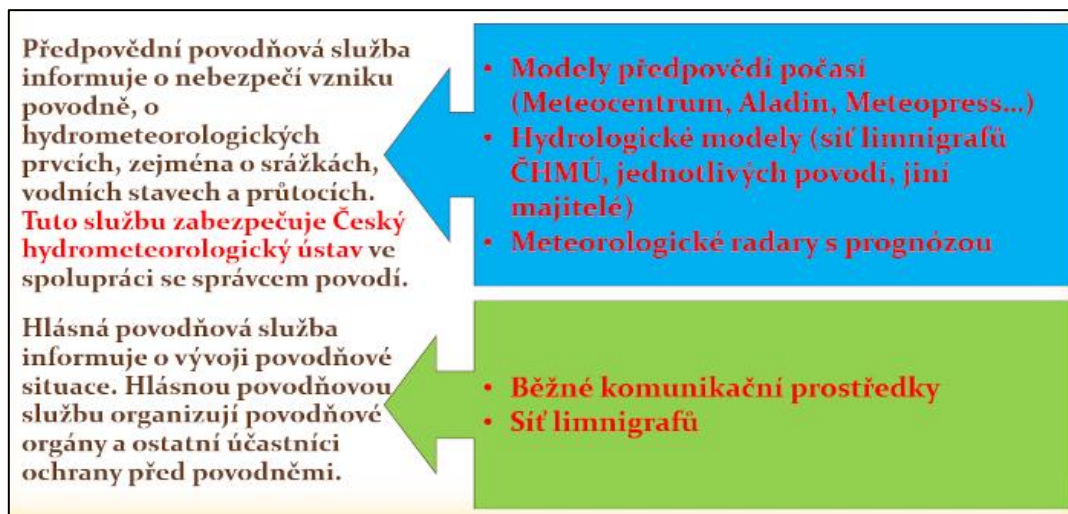 Předpovědní povodňová služba
informuje o nebezpečí vzniku
povodně, o
hydrometeorologických
prvcích, zejména o srážkách,
vodních stavech a průtocích.
Tuto službu zabezpečuje Český
hydrometeorologický ústav ve
spolupráci se správcem povodí.
• Modely předpovědí počasí
(Meteocentrum, Aladin, Meteopress...)
• Hydrologické modely (síť limnigrafů
ČHMÚ, jednotlivých povodí, jiní
majitelé)
• Meteorologické radary s prognózou
Hlásná povodňová služba
informuje o vývoji povodňové
situace. Hlásnou povodňovou
službu organizují povodňové
orgány a ostatní účastníci
ochrany před povodněmi.
• Běžné komunikační prostředky
• Síť limnigrafů